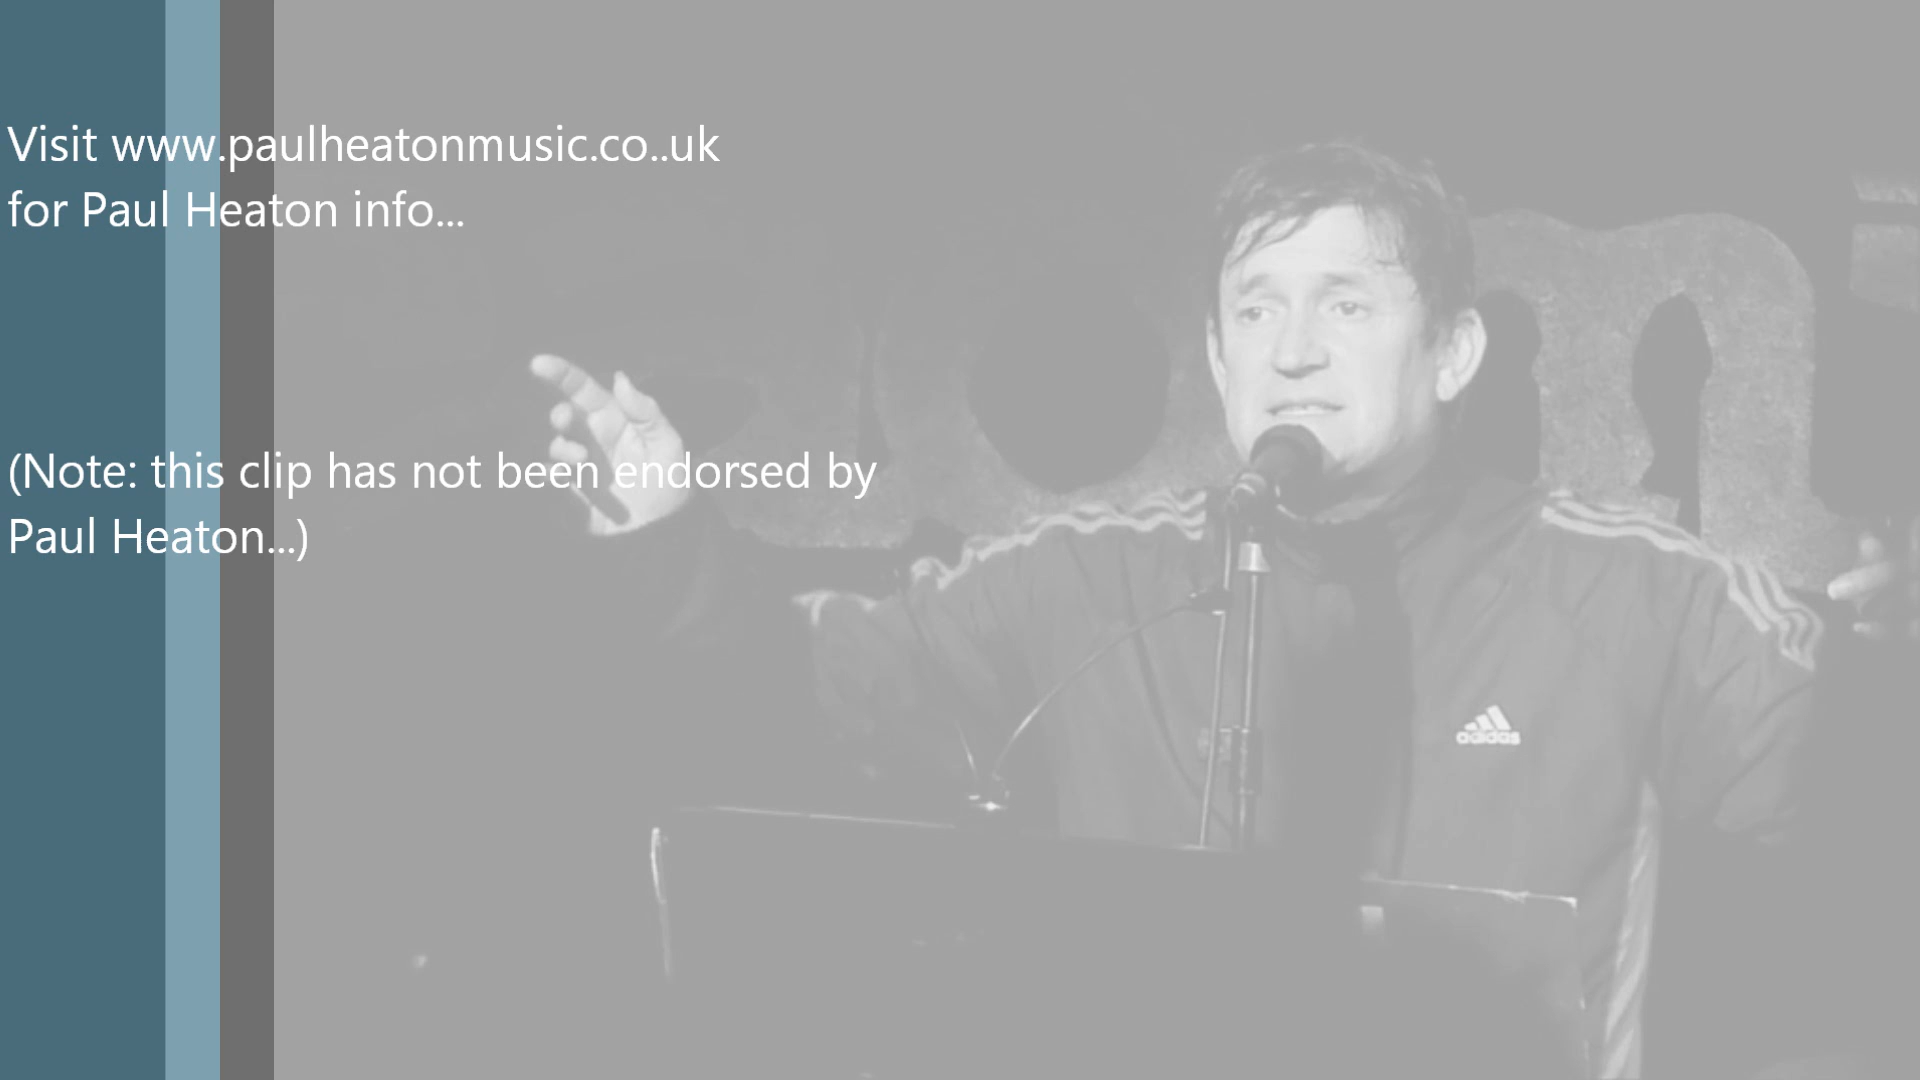 Visit www.paulheatonmusic.co..uk
for Paul Heaton info...
(Note: this clip has not been endorsed by
Paul Heaton...)
adidas